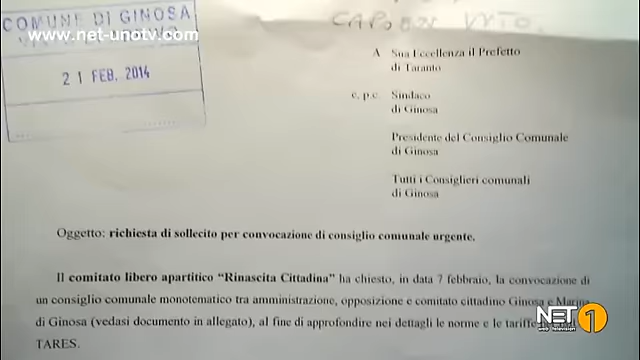 COMUNE DI GINOSA
www.net-unotv.com
21 FEB. 2014
A Sua Eccellenza il Prefetto
di Taranto
c. p.c. Sindaco
di Ginosa
Presidente del Consiglio Comunale
di Ginosa
Tutti i Consiglieri comunali
di Ginosa
Oggetto: richiesta di sollecito per convocazione di consiglio comunale urgente.
Il comitato libero apartitico “Rinascita Cittadina” ha chiesto, in data 7 febbraio, la convocazione di
un consiglio comunale monotematico tra amministrazione, opposizione e comitato cittadino Ginosa e Marina
di Ginosa (vedasi documento in allegato), al fine di approfondire nei dettagli le norme e le tariffe
TARES.
NET 1
web television